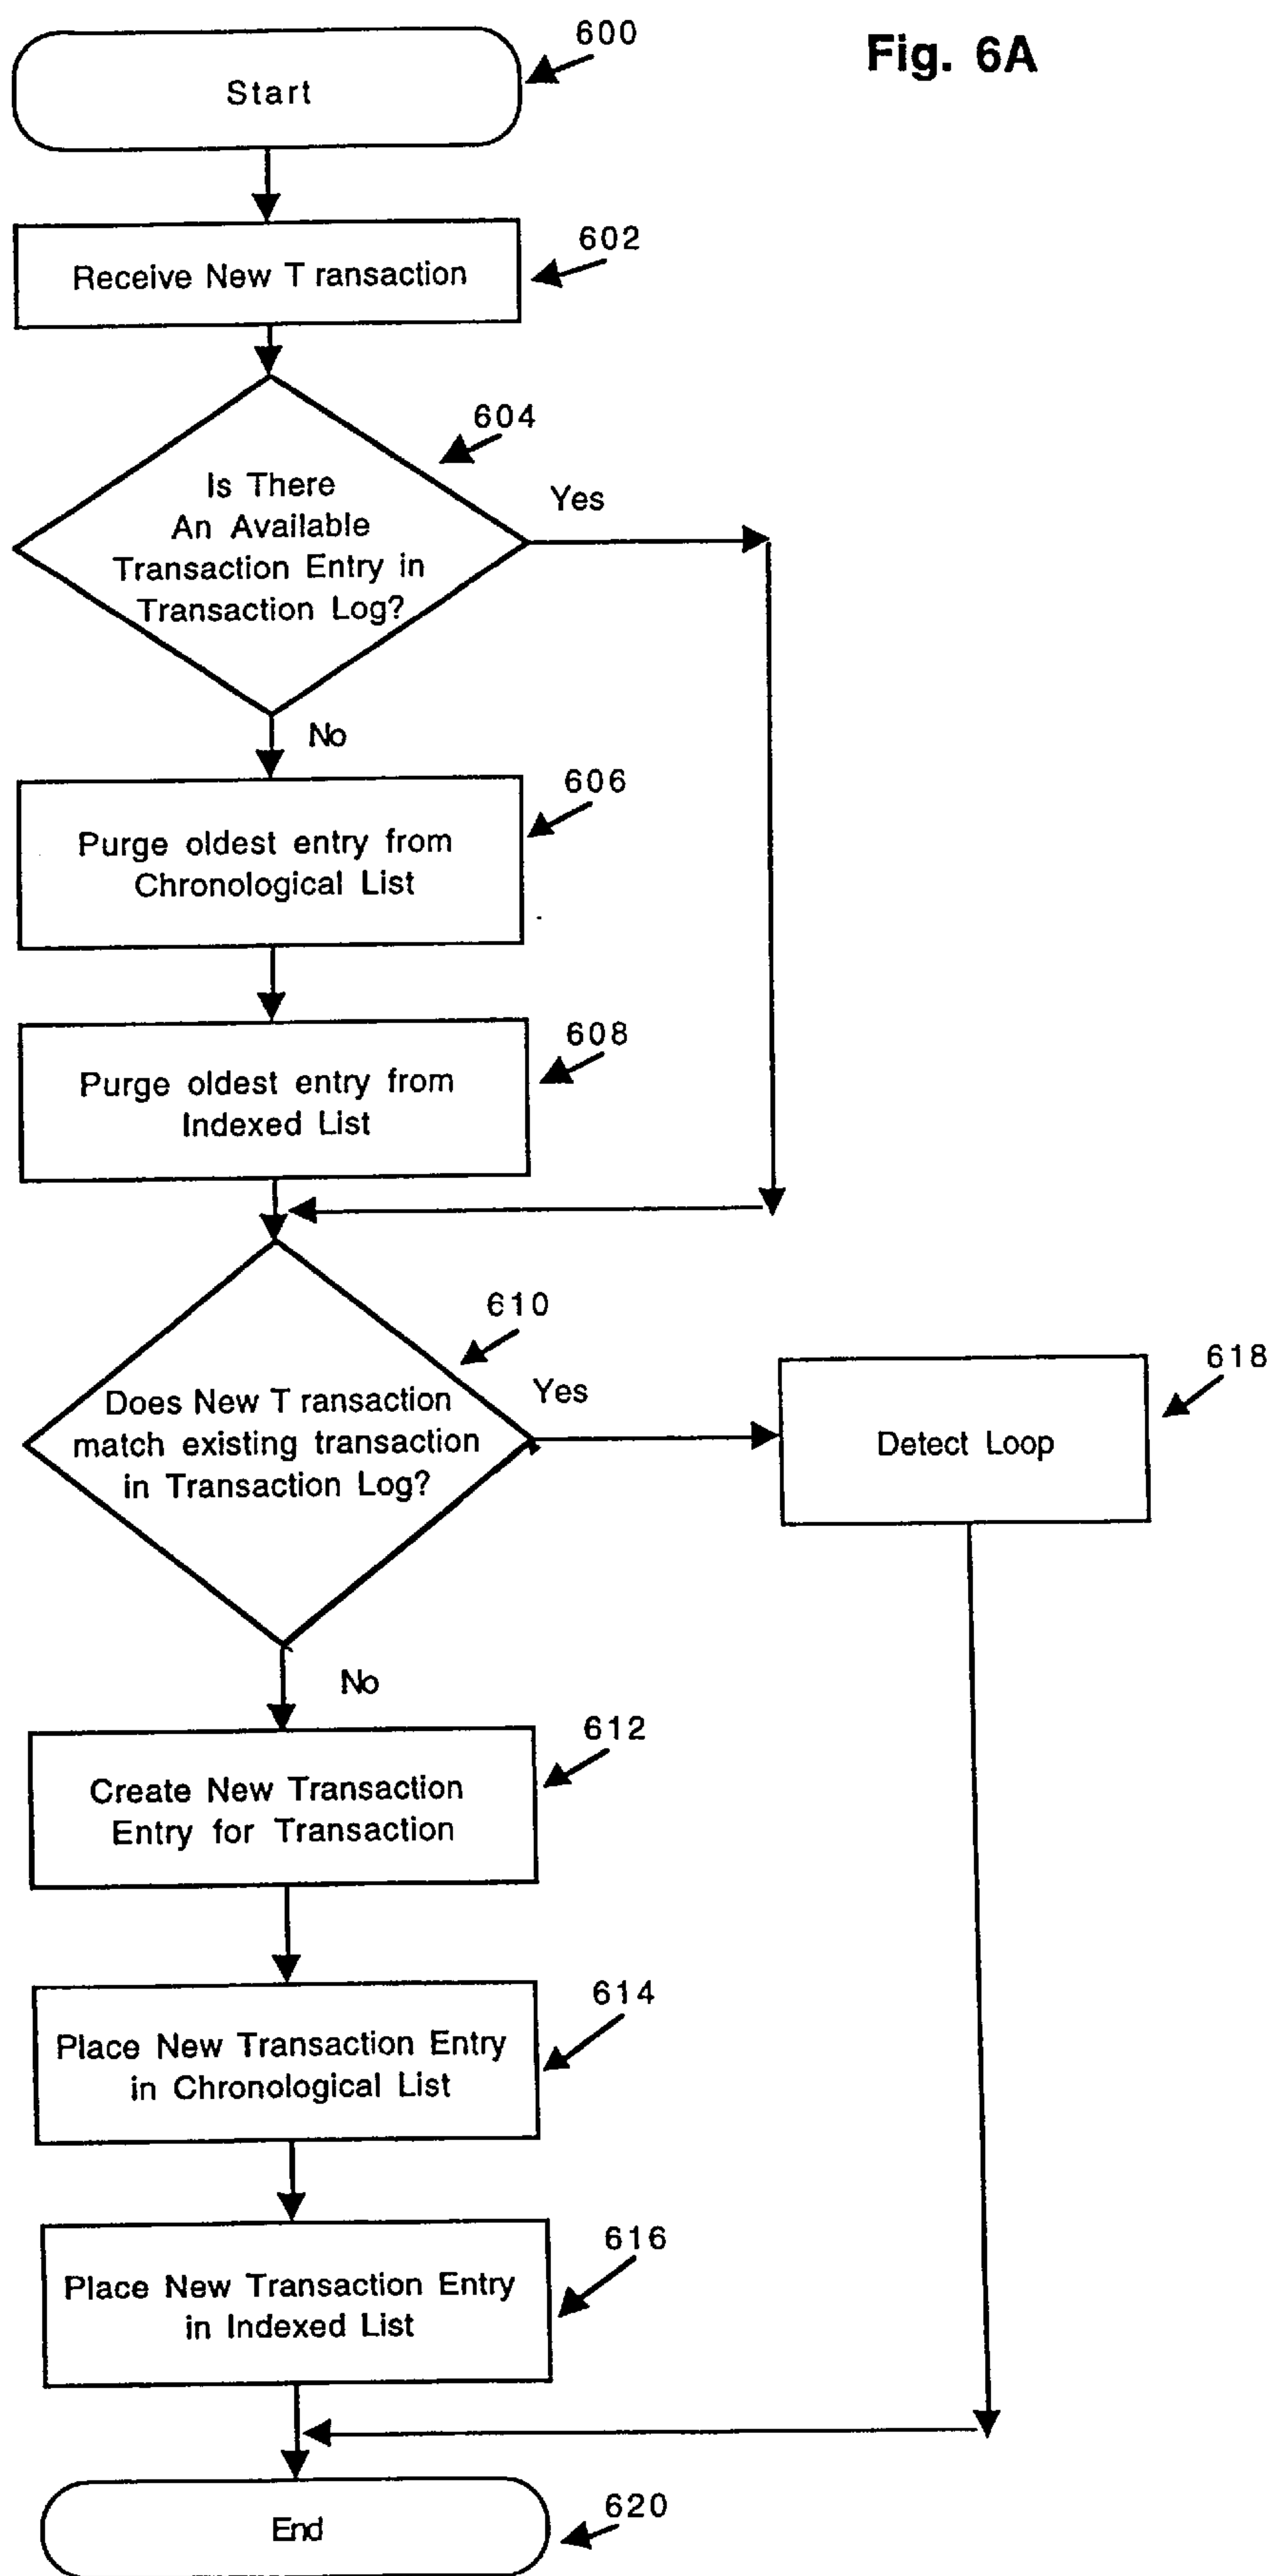 Fig. 6A
600
Start
602
Receive New T ransaction
604
Is There
An Available
Transaction Entry in
Transaction Log?
Yes
No
606
Purge oldest entry from
Chronological List
608
Purge oldest entry from
Indexed List
610
Does New T ransaction
match existing transaction
in Transaction Log?
Yes
618
Detect Loop
No
612
Create New Transaction
Entry for Transaction
614
Place New Transaction Entry
in Chronological List
616
Place New Transaction Entry
in Indexed List
End
620